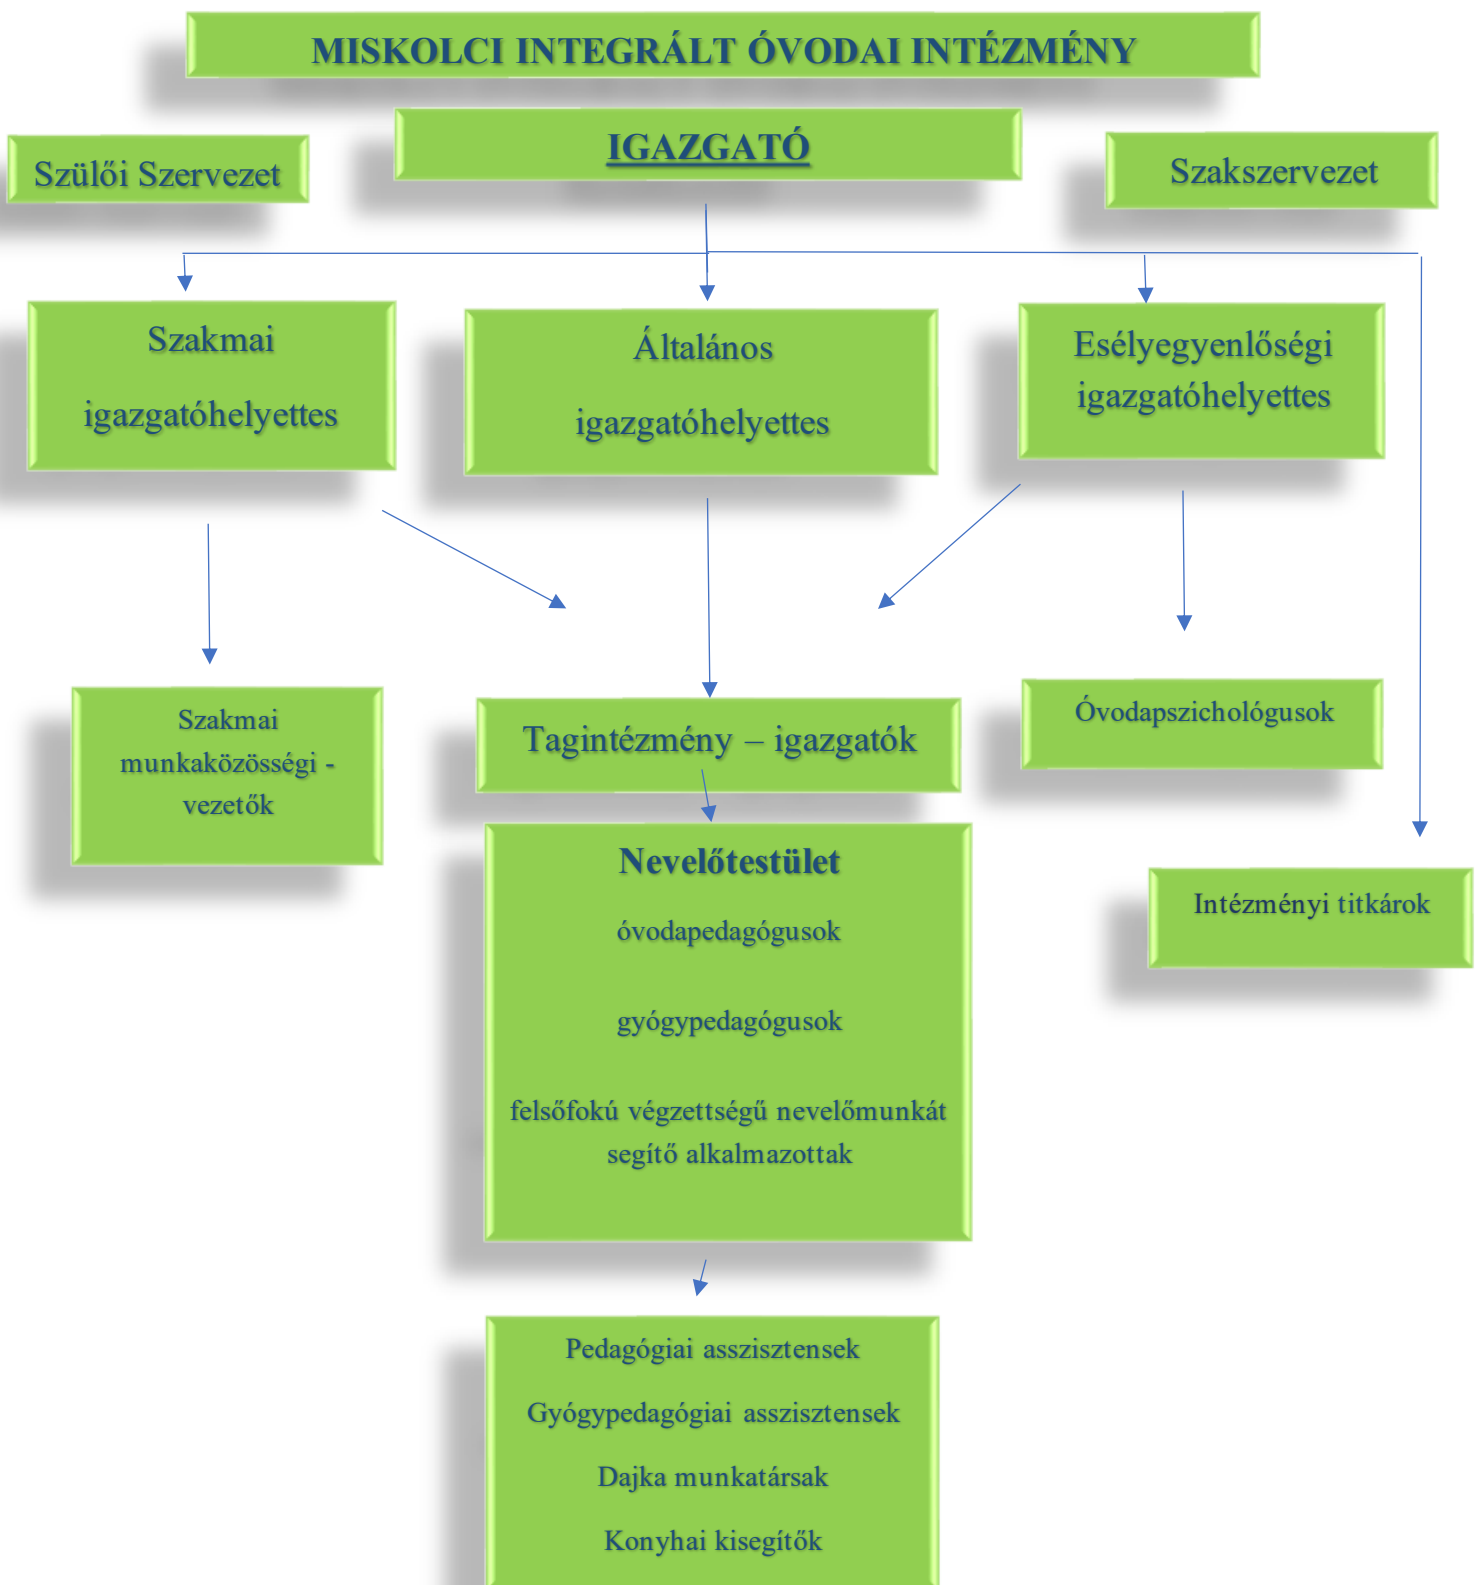 MISKOLCI INTEGRÁLT ÓVODAI INTÉZMÉNY
IGAZGATÓ
Szülői Szervezet
Szakszervezet
Szakmai
igazgatóhelyettes
Általános
igazgatóhelyettes
Esélyegyenlőségi
igazgatóhelyettes
Szakmai
munkaközösségi -
vezetők
Tagintézmény – igazgatók
Óvodapszichológusok
Nevelőtestület
óvodapedagógusok
gyógypedagógusok
felsőfokú végzettségű nevelőmunkát
segítő alkalmazottak
Intézményi titkárok
Pedagógiai asszisztensek
Gyógypedagógiai asszisztensek
Dajka munkatársak
Konyhai kisegítők